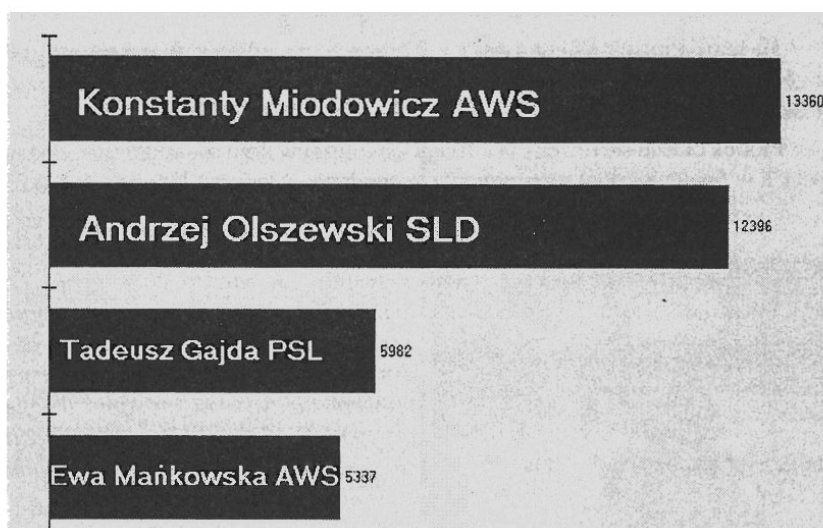 Konstanty Miodowicz AWS 13360
Andrzej Olszewski SLD 12396
Tadeusz Gajda PSL 5982
Ewa Mańkowska AWS 5337